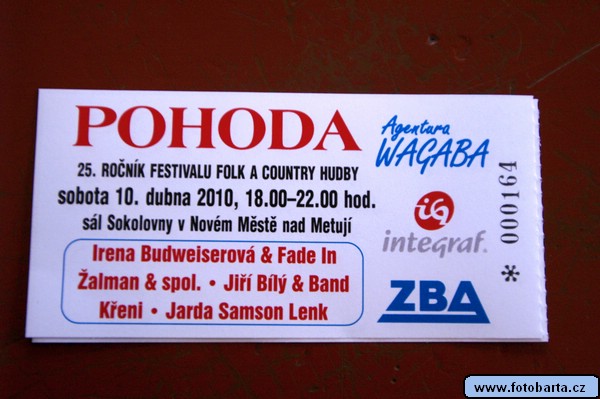 POHODA
25. ROČNÍK FESTIVALU FOLK A COUNTRY HUDBY
sobota 10. dubna 2010, 18.00–22.00 hod.
sál Sokolovny v Novém Městě nad Metují
Irena Budweiserová & Fade In
Žalman & spol. • Jiří Bílý & Band
Křeni • Jarda Samson Lenk
Agentura
WAGABA
integraf.
ZBA
* 000164
www.fotobarta.cz